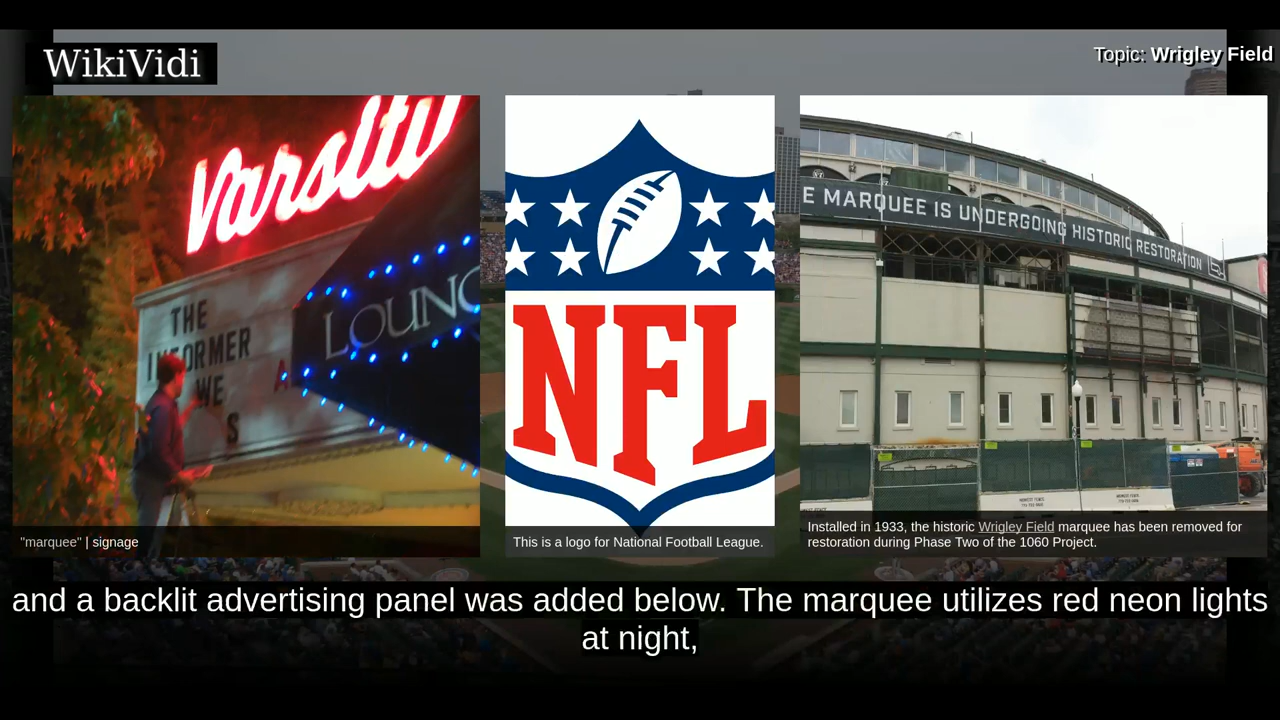 WikiVidi
Topic: Wrigley Field
Varsity
THE
INFORMER
WE
S
LOUNG
NFL
E MARQUEE IS UNDERGOING HISTORIC RESTORATION
"marquee" | signage
This is a logo for National Football League.
Installed in 1933, the historic Wrigley Field marquee has been removed for
restoration during Phase Two of the 1060 Project.
and a backlit advertising panel was added below. The marquee utilizes red neon lights
at night,